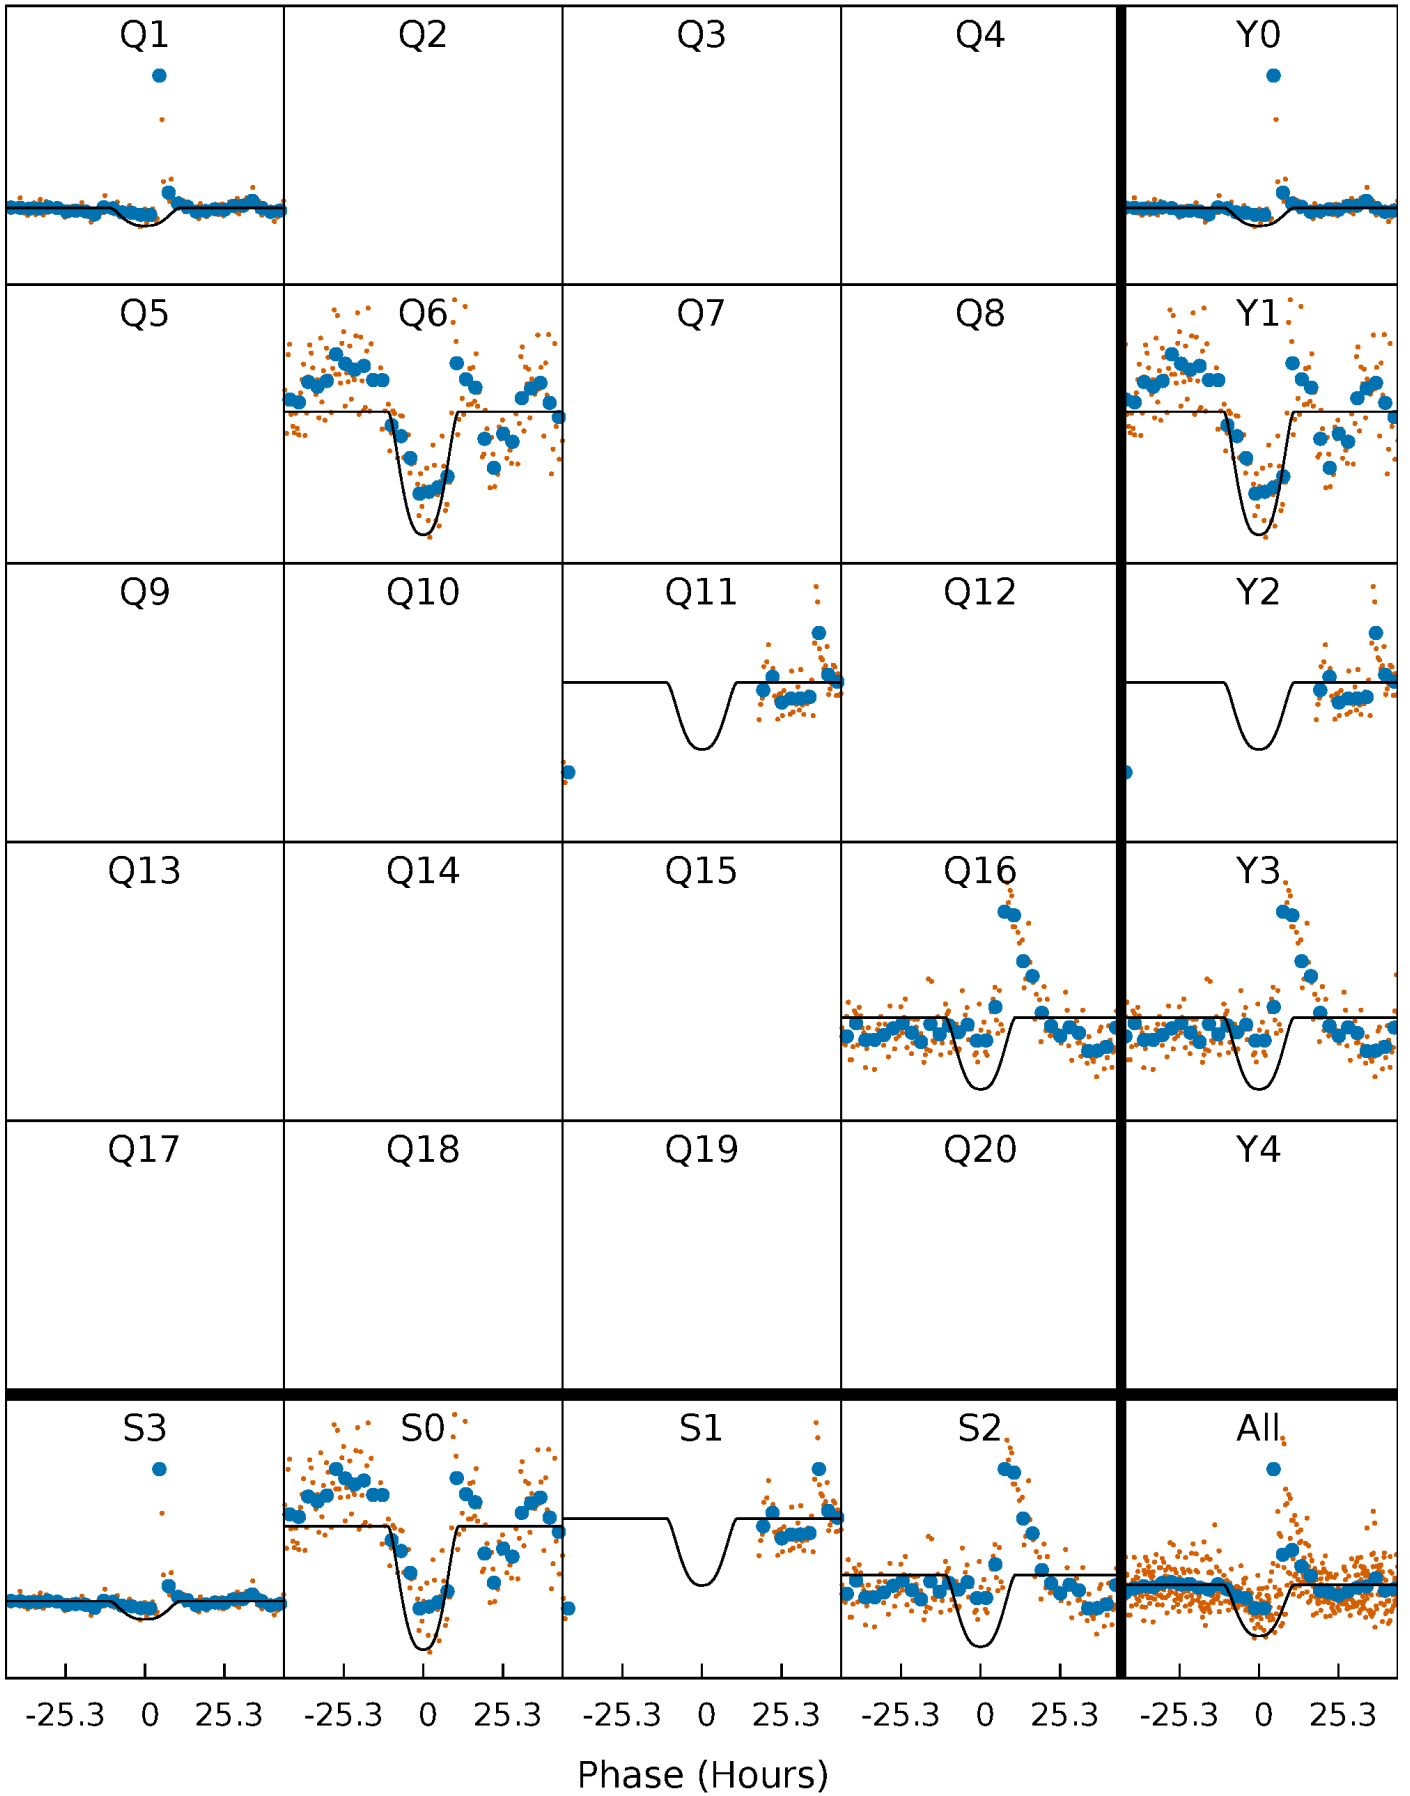 Q1 Q2 Q3 Q4 Y0
Q5 Q6 Q7 Q8 Y1
Q9 Q10 Q11 Q12 Y2
Q13 Q14 Q15 Q16 Y3
Q17 Q18 Q19 Q20 Y4
S3 S0 S1 S2 All
-25.3 0 25.3 -25.3 0 25.3 -25.3 0 25.3 -25.3 0 25.3 -25.3 0 25.3
Phase (Hours)